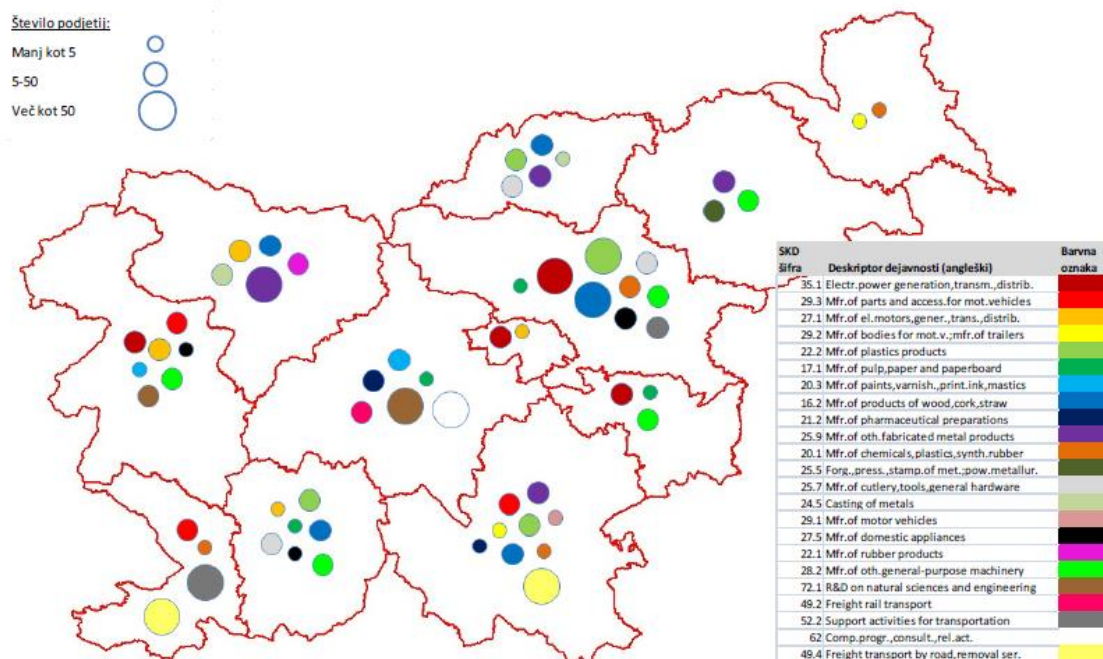 Število podjetij:
Manj kot 5
5-50
Več kot 50
SKD šifra Deskriptor dejavnosti (angleški) Barvna oznaka
35.1 Electr.power generation,transm.,distrib.
29.3 Mfr.of parts and access.for mot.vehicles
27.1 Mfr.of el.motors,gener.,trans.,distrib.
29.2 Mfr.of bodies for mot.v.;mfr.of trailers
22.2 Mfr.of plastics products
17.1 Mfr.of pulp,paper and paperboard
20.3 Mfr.of paints,varnish.,print.ink,mastics
16.2 Mfr.of products of wood,cork,straw
21.2 Mfr.of pharmaceutical preparations
25.9 Mfr.of oth.fabricated metal products
20.1 Mfr.of chemicals,plastics,synth.rubber
25.5 Forg.,press.,stamp.of met.;pow.metallur.
25.7 Mfr.of cutlery,tools,general hardware
24.5 Casting of metals
29.1 Mfr.of motor vehicles
27.5 Mfr.of domestic appliances
22.1 Mfr.of rubber products
28.2 Mfr.of oth.general-purpose machinery
72.1 R&D on natural sciences and engineering
49.2 Freight rail transport
52.2 Support activities for transportation
62 Comp.progr.,consult.,rel.act.
49.4 Freight transport by road,removal ser.